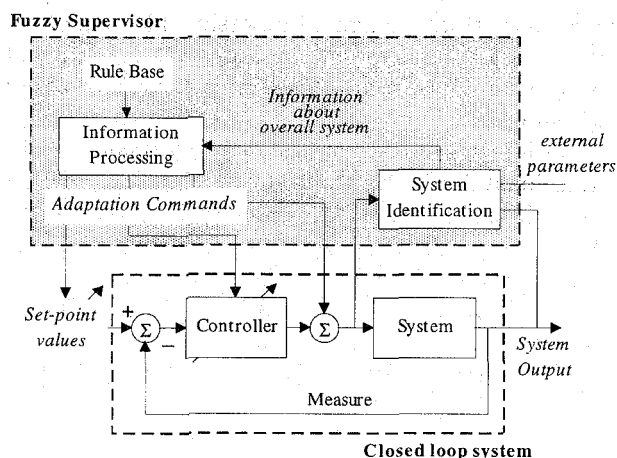 Fuzzy Supervisor
Rule Base
Information
Processing
Information
about
overall system
external
parameters
System
Identification
Adaptation Commands
Set-point
values
+
Σ
−
Controller
Σ
System
System
Output
Measure
Closed loop system